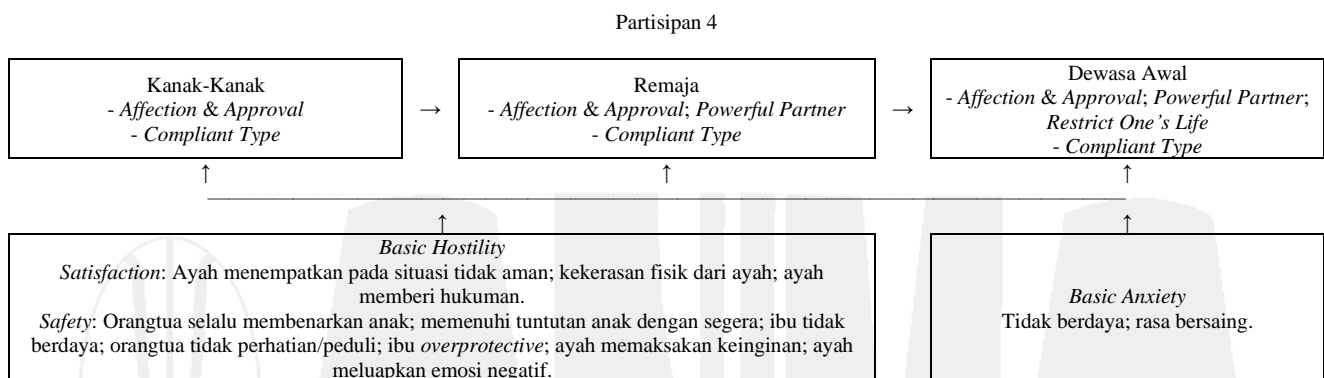 Partisipan 4
Kanak-Kanak
- Affection & Approval
- Compliant Type
→
Remaja
- Affection & Approval; Powerful Partner
- Compliant Type
→
Dewasa Awal
- Affection & Approval; Powerful Partner;
Restrict One's Life
- Compliant Type
↑ ↑ ↑
↑ ↑
Basic Hostility
Satisfaction: Ayah menempatkan pada situasi tidak aman; kekerasan fisik dari ayah; ayah
memberi hukuman.
Safety: Orangtua selalu membenarkan anak; memenuhi tuntutan anak dengan segera; ibu tidak
berdaya; orangtua tidak perhatian/peduli; ibu overprotective; ayah memaksakan keinginan; ayah
meluapkan emosi negatif.
Basic Anxiety
Tidak berdaya; rasa bersaing.